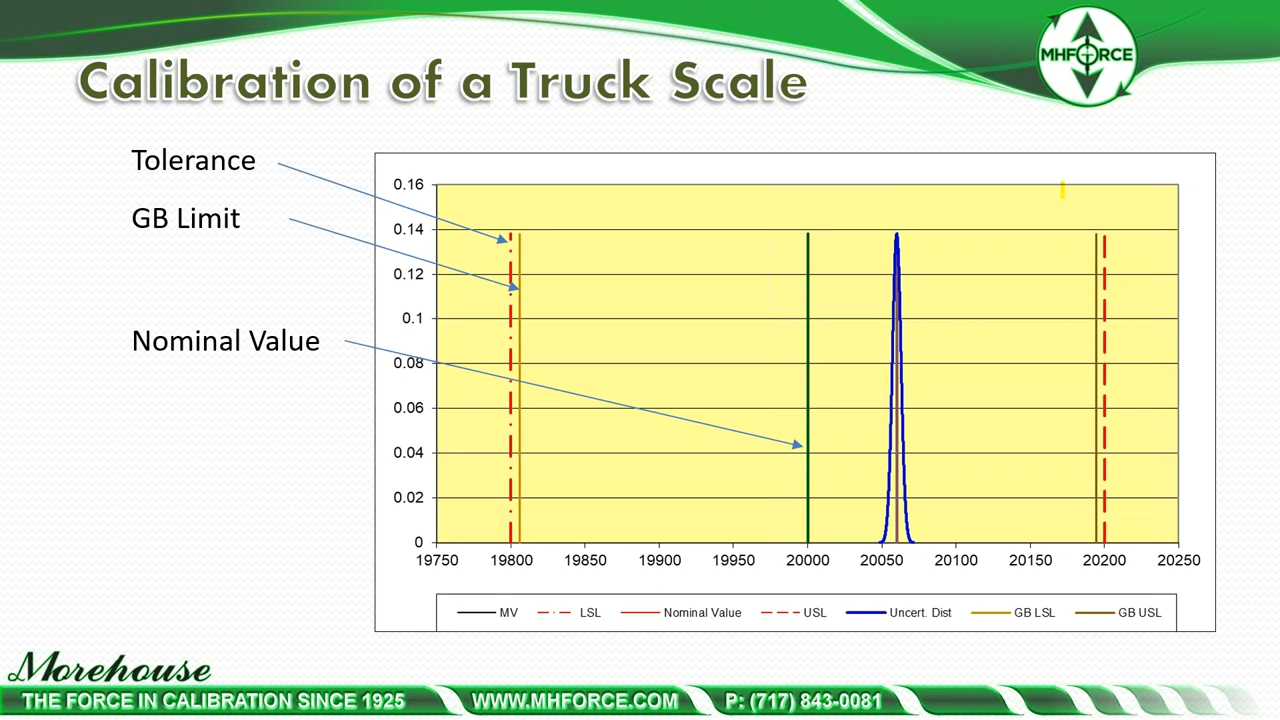 MHFORCE
Calibration of a Truck Scale
Tolerance
GB Limit
Nominal Value
0.16
0.14
0.12
0.1
0.08
0.06
0.04
0.02
0
19750 19800 19850 19900 19950 20000 20050 20100 20150 20200 20250
MV LSL Nominal Value USL Uncert. Dist GB LSL GB USL
Morehouse
THE FORCE IN CALIBRATION SINCE 1925 WWW.MHFORCE.COM P: (717) 843-0081